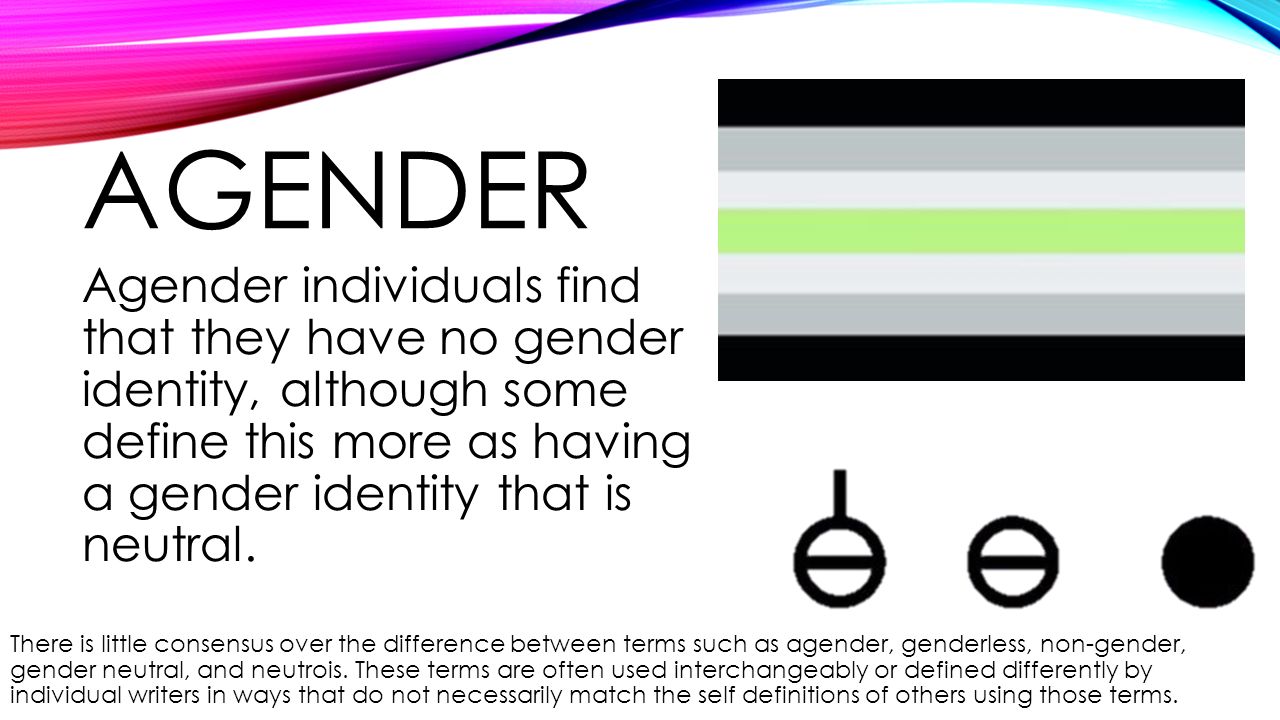 AGENDER
Agender individuals find
that they have no gender
identity, although some
define this more as having
a gender identity that is
neutral.
There is little consensus over the difference between terms such as agender, genderless, non-gender,
gender neutral, and neutrois. These terms are often used interchangeably or defined differently by
individual writers in ways that do not necessarily match the self definitions of others using those terms.